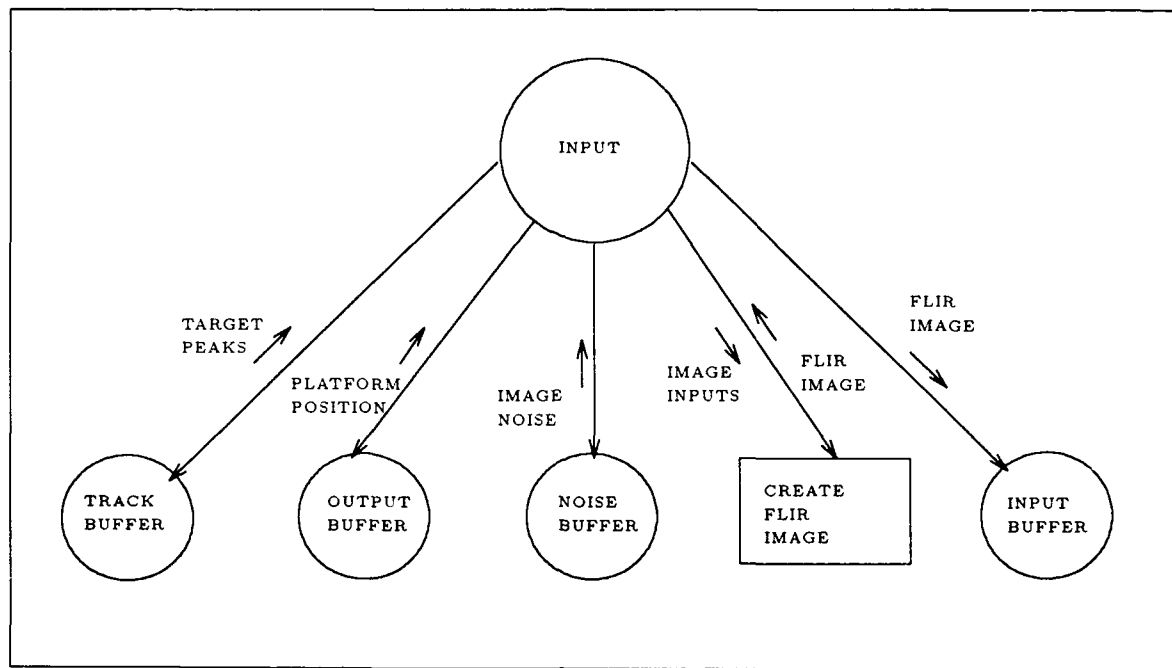 INPUT
TARGET
PEAKS
PLATFORM
POSITION
IMAGE
NOISE
IMAGE
INPUTS
FLIR
IMAGE
FLIR
IMAGE
TRACK
BUFFER
OUTPUT
BUFFER
NOISE
BUFFER
CREATE
FLIR
IMAGE
INPUT
BUFFER